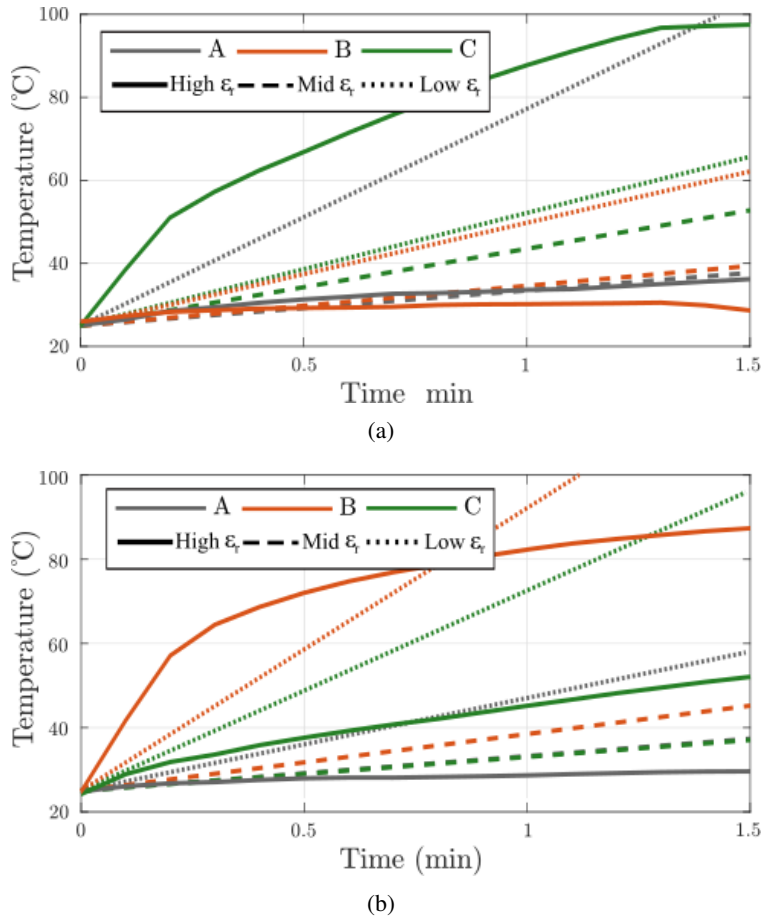 100
A B C
High εr Mid εr Low εr
80
60
40
20
Temperature (°C)
0 0.5 1 1.5
Time min
(a)
100
A B C
High εr Mid εr Low εr
80
60
40
20
Temperature (°C)
0 0.5 1 1.5
Time (min)
(b)